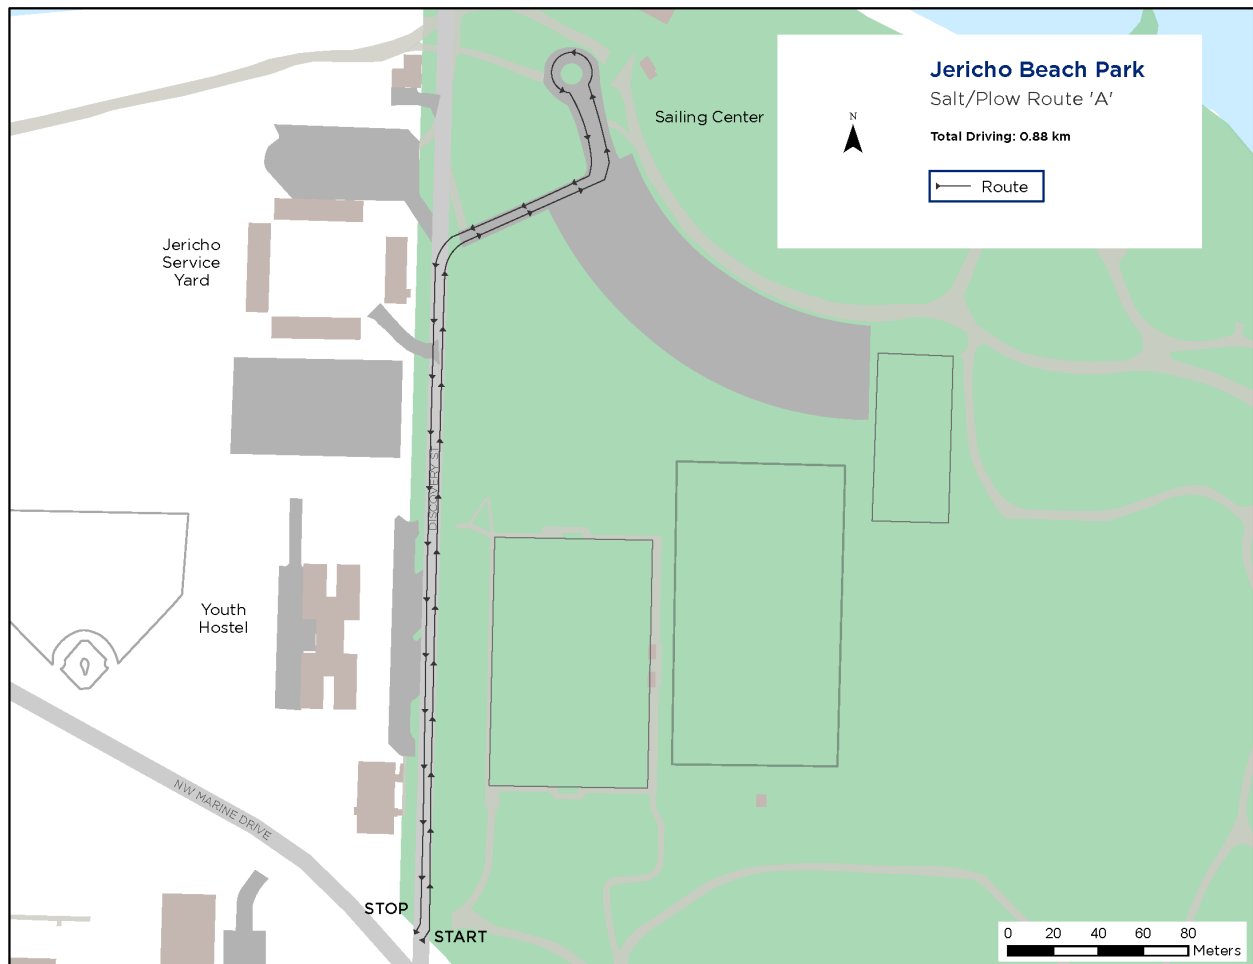 Jericho Beach Park
Salt/Plow Route 'A'
N
Total Driving: 0.88 km
Route
Sailing Center
Jericho
Service
Yard
DISCOVERY ST
Youth
Hostel
NW MARINE DRIVE
STOP
START
0 20 40 60 80
Meters